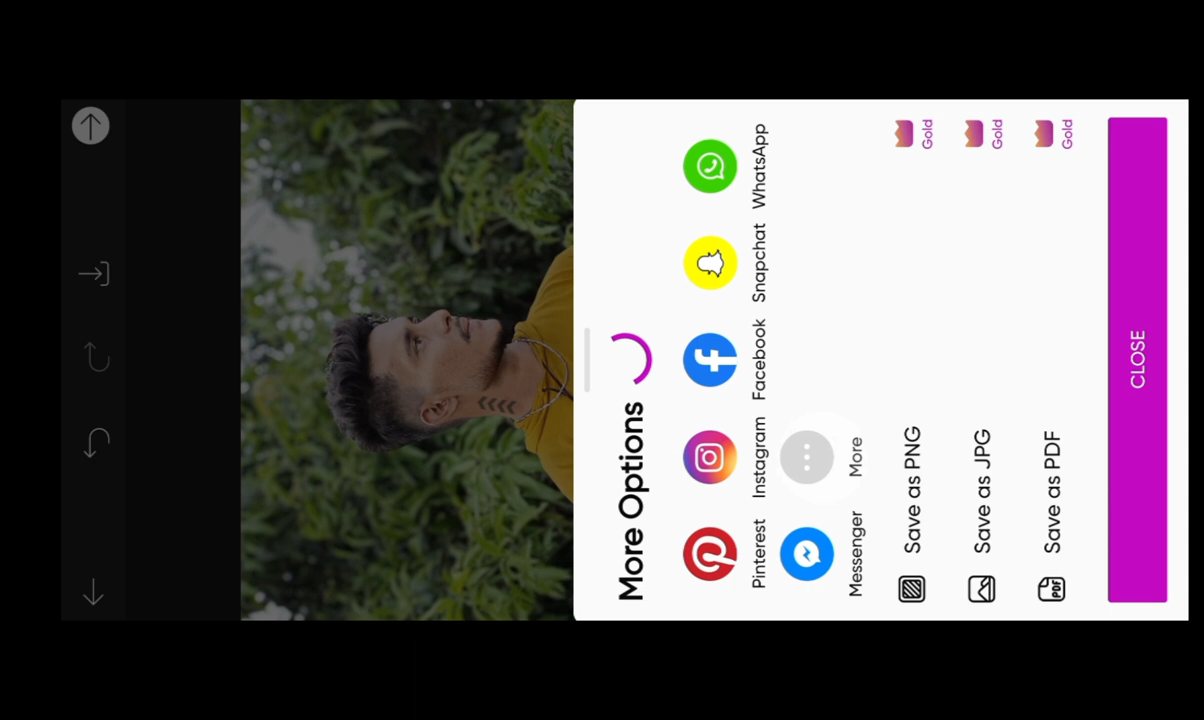 More Options
Pinterest
Instagram
Facebook
Snapchat
WhatsApp
Messenger
More
Save as PNG
Gold
Save as JPG
Gold
PDF
Save as PDF
Gold
CLOSE